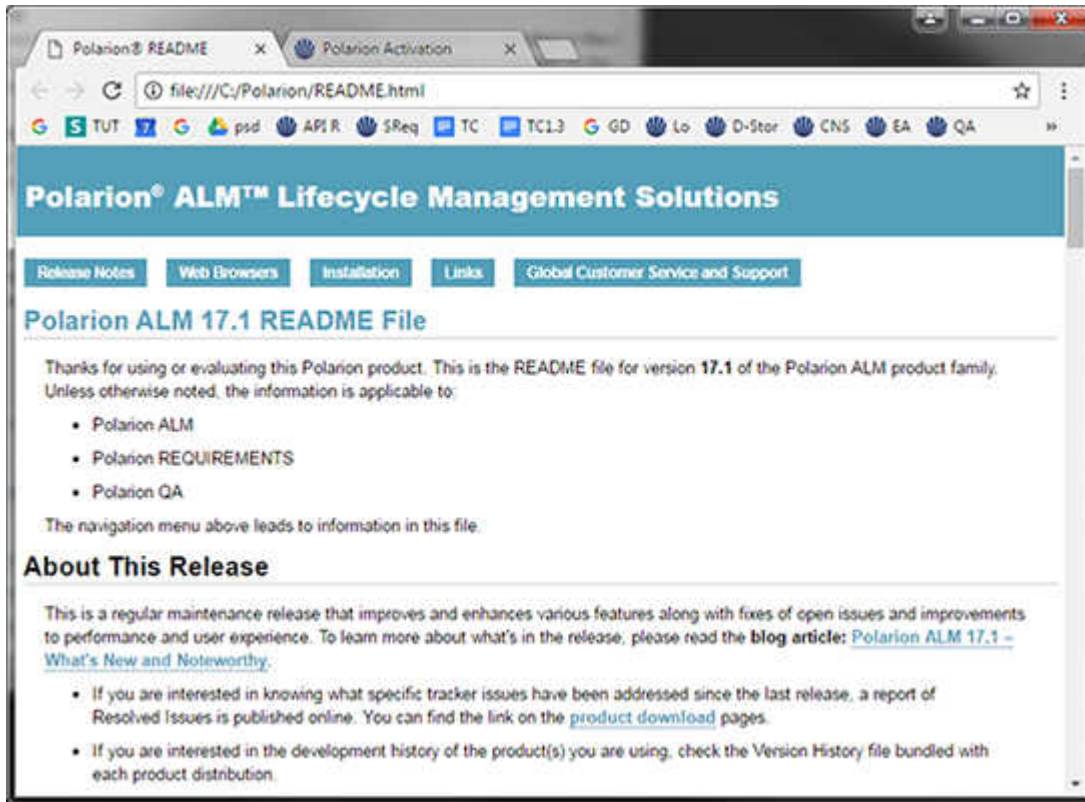 Polarion® README
Polarion Activation
file:///C:/Polarion/README.html
TUT
psd
API R
SReq
TC
TC1.3
GD
Lo
D-Stor
CNS
EA
QA
Polarion® ALM™ Lifecycle Management Solutions
Release Notes
Web Browsers
Installation
Links
Global Customer Service and Support
Polarion ALM 17.1 README File
Thanks for using or evaluating this Polarion product. This is the README file for version 17.1 of the Polarion ALM product family.
Unless otherwise noted, the information is applicable to:
• Polarion ALM
• Polarion REQUIREMENTS
• Polarion QA
The navigation menu above leads to information in this file.
About This Release
This is a regular maintenance release that improves and enhances various features along with fixes of open issues and improvements
to performance and user experience. To learn more about what's in the release, please read the blog article: Polarion ALM 17.1 –
What's New and Noteworthy.
• If you are interested in knowing what specific tracker issues have been addressed since the last release, a report of
Resolved Issues is published online. You can find the link on the product download pages.
• If you are interested in the development history of the product(s) you are using, check the Version History file bundled with
each product distribution.